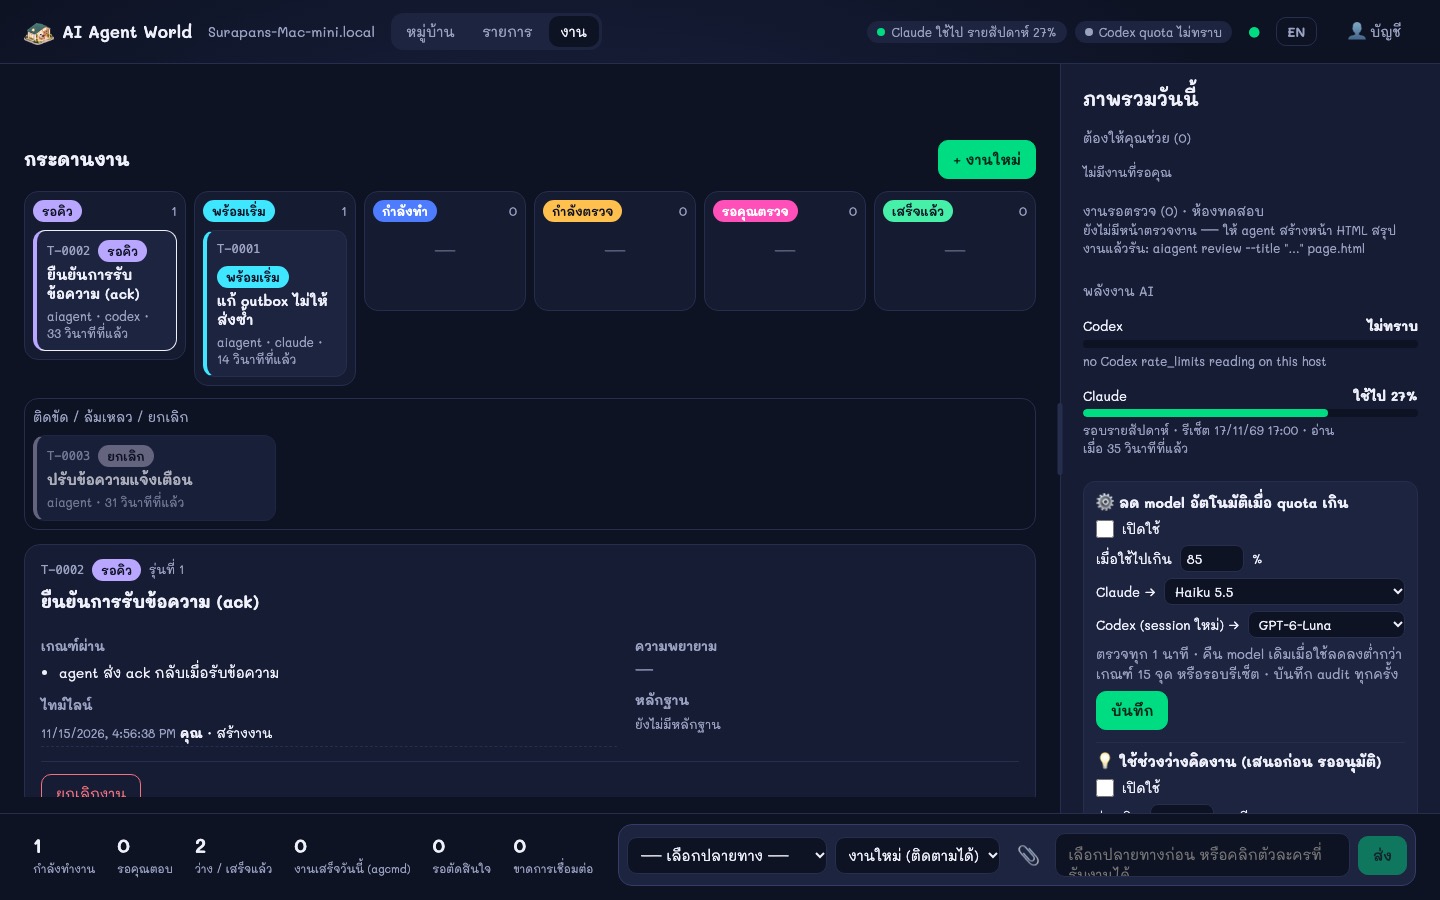 AI Agent World
Surapans-Mac-mini.local
หมู่บ้าน
รายการ
งาน
Claude ใช้ไป รายสัปดาห์ 27%
Codex quota ไม่ทราบ
EN
บัญชี
กระดานงาน
+ งานใหม่
รอคิว 1
T-0002 รอคิว
ยืนยันการรับ
ข้อความ (ack)
aiagent · codex ·
33 วินาทีที่แล้ว
พร้อมเริ่ม 1
T-0001
พร้อมเริ่ม
แก้ outbox ไม่ให้
ส่งซ้ำ
aiagent · claude ·
14 วินาทีที่แล้ว
กำลังทำ 0
—
กำลังตรวจ 0
—
รอคุณตรวจ 0
—
เสร็จแล้ว 0
—
ติดขัด / ล้มเหลว / ยกเลิก
T-0003 ยกเลิก
ปรับข้อความแจ้งเตือน
aiagent · 31 วินาทีที่แล้ว
T-0002 รอคิว รุ่นที่ 1
ยืนยันการรับข้อความ (ack)
เกณฑ์ผ่าน
• agent ส่ง ack กลับเมื่อรับข้อความ
ไทม์ไลน์
11/15/2026, 4:56:38 PM คุณ · สร้างงาน
ความพยายาม
—
หลักฐาน
ยังไม่มีหลักฐาน
ยกเลิกงาน
ภาพรวมวันนี้
ต้องให้คุณช่วย (0)
ไม่มีงานที่รอคุณ
งานรอตรวจ (0) · ห้องทดสอบ
ยังไม่มีหน้าตรวจงาน — ให้ agent สร้างหน้า HTML สรุป
งานแล้วรัน: aiagent review --title "..." page.html
พลังงาน AI
Codex ไม่ทราบ
no Codex rate_limits reading on this host
Claude ใช้ไป 27%
รอบรายสัปดาห์ · รีเซ็ต 17/11/69 17:00 · อ่าน
เมื่อ 35 วินาทีที่แล้ว
ลด model อัตโนมัติเมื่อ quota เกิน
เปิดใช้
เมื่อใช้ไปเกิน 85 %
Claude → Haiku 5.5
Codex (session ใหม่) → GPT-6-Luna
ตรวจทุก 1 นาที · คืน model เดิมเมื่อใช้ลดลงต่ำกว่า
เกณฑ์ 15 จุด หรือรอบรีเซ็ต · บันทึก audit ทุกครั้ง
บันทึก
ใช้ช่วงว่างคิดงาน (เสนอก่อน รออนุมัติ)
เปิดใช้
1 กำลังทำงาน
0 รอคุณตอบ
2 ว่าง / เสร็จแล้ว
0 งานเสร็จวันนี้ (agcmd)
0 รอตัดสินใจ
0 ขาดการเชื่อมต่อ
— เลือกปลายทาง —
งานใหม่ (ติดตามได้)
เลือกปลายทางก่อน หรือคลิกตัวละครที่
รับงานได้
ส่ง